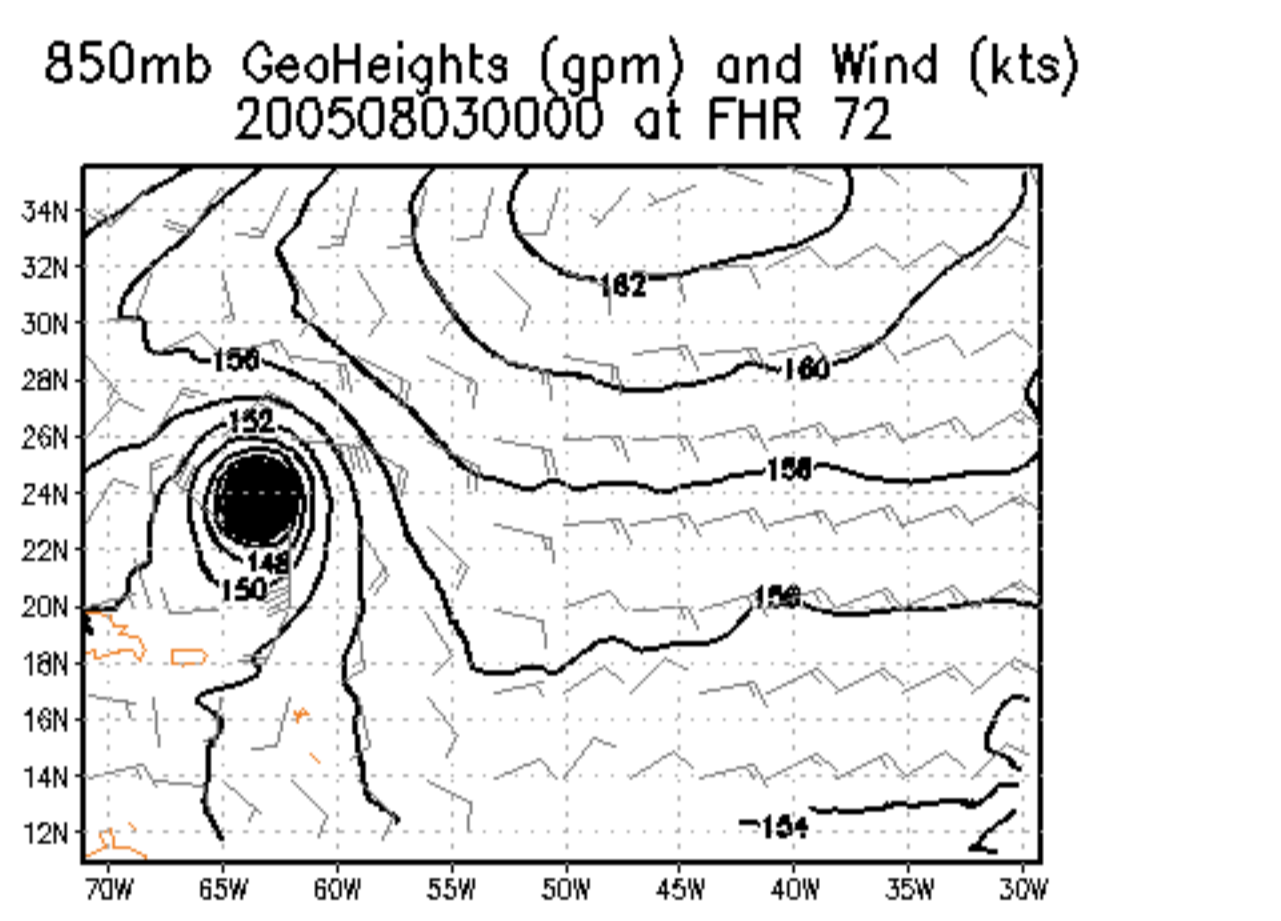 850mb GeoHeights (gpm) and Wind (kts)
200508030000 at FHR 72
34N
32N
162
30N
156
160
28N
152
26N
158
24N
22N
148
150
156
20N
18N
16N
14N
154
12N
70W 65W 60W 55W 50W 45W 40W 35W 30W